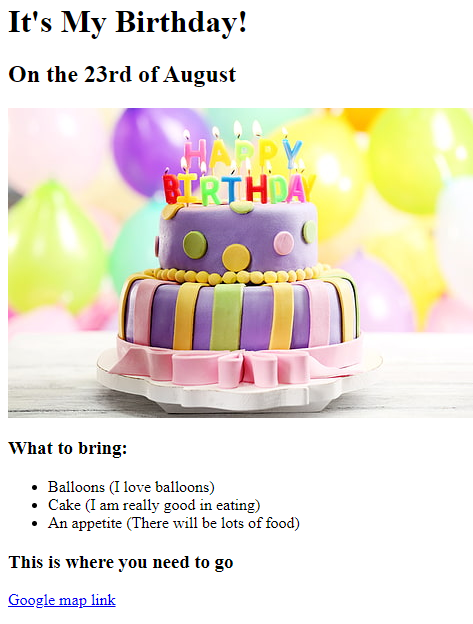 It's My Birthday!
On the 23rd of August
HAPPY
BIRTHDAY
What to bring:
Balloons (I love balloons)
Cake (I am really good in eating)
An appetite (There will be lots of food)
This is where you need to go
Google map link